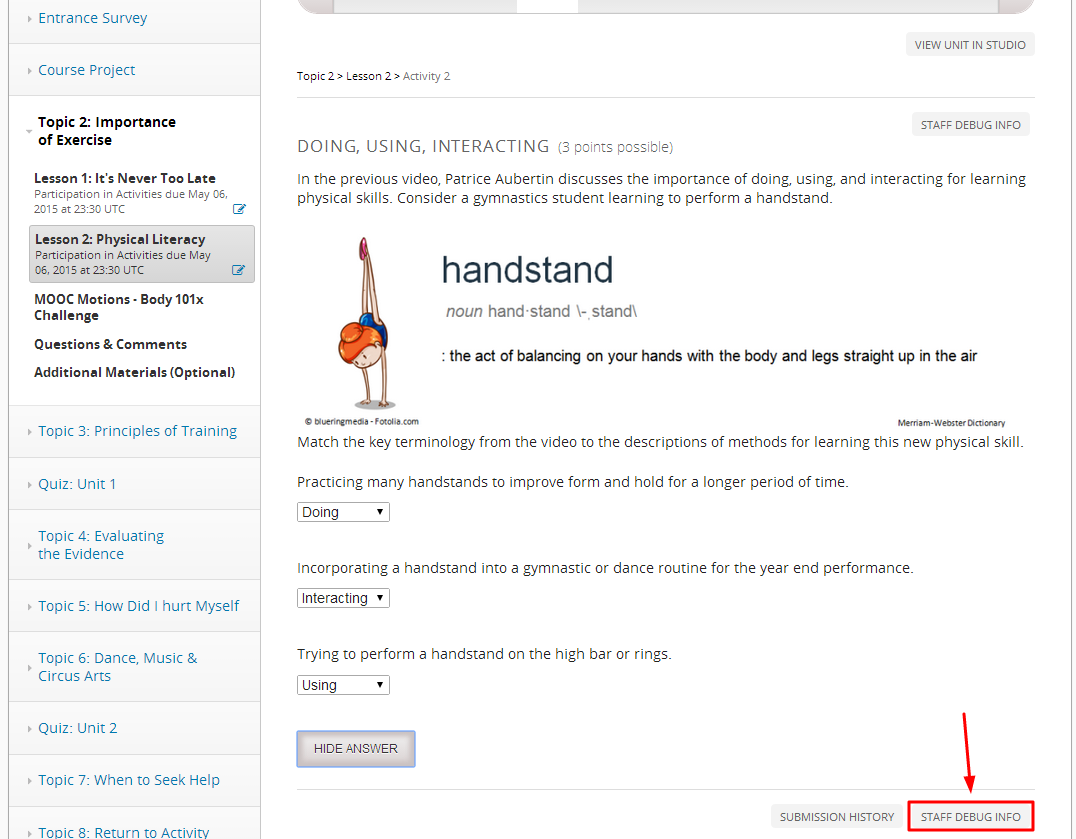 Entrance Survey
Course Project
Topic 2: Importance
of Exercise
Lesson 1: It's Never Too Late
Participation in Activities due May 06,
2015 at 23:30 UTC
Lesson 2: Physical Literacy
Participation in Activities due May
06, 2015 at 23:30 UTC
MOOC Motions - Body 101x
Challenge
Questions & Comments
Additional Materials (Optional)
Topic 3: Principles of Training
Quiz: Unit 1
Topic 4: Evaluating
the Evidence
Topic 5: How Did I hurt Myself
Topic 6: Dance, Music &
Circus Arts
Quiz: Unit 2
Topic 7: When to Seek Help
Topic 8: Return to Activity
VIEW UNIT IN STUDIO
Topic 2 > Lesson 2 > Activity 2
STAFF DEBUG INFO
DOING, USING, INTERACTING (3 points possible)
In the previous video, Patrice Aubertin discusses the importance of doing, using, and interacting for learning
physical skills. Consider a gymnastics student learning to perform a handstand.
handstand
noun hand·stand \-ˌstand\
: the act of balancing on your hands with the body and legs straight up in the air
© blueringmedia - Fotolia.com
Merriam-Webster Dictionary
Match the key terminology from the video to the descriptions of methods for learning this new physical skill.
Practicing many handstands to improve form and hold for a longer period of time.
Doing
Incorporating a handstand into a gymnastic or dance routine for the year end performance.
Interacting
Trying to perform a handstand on the high bar or rings.
Using
HIDE ANSWER
SUBMISSION HISTORY
STAFF DEBUG INFO